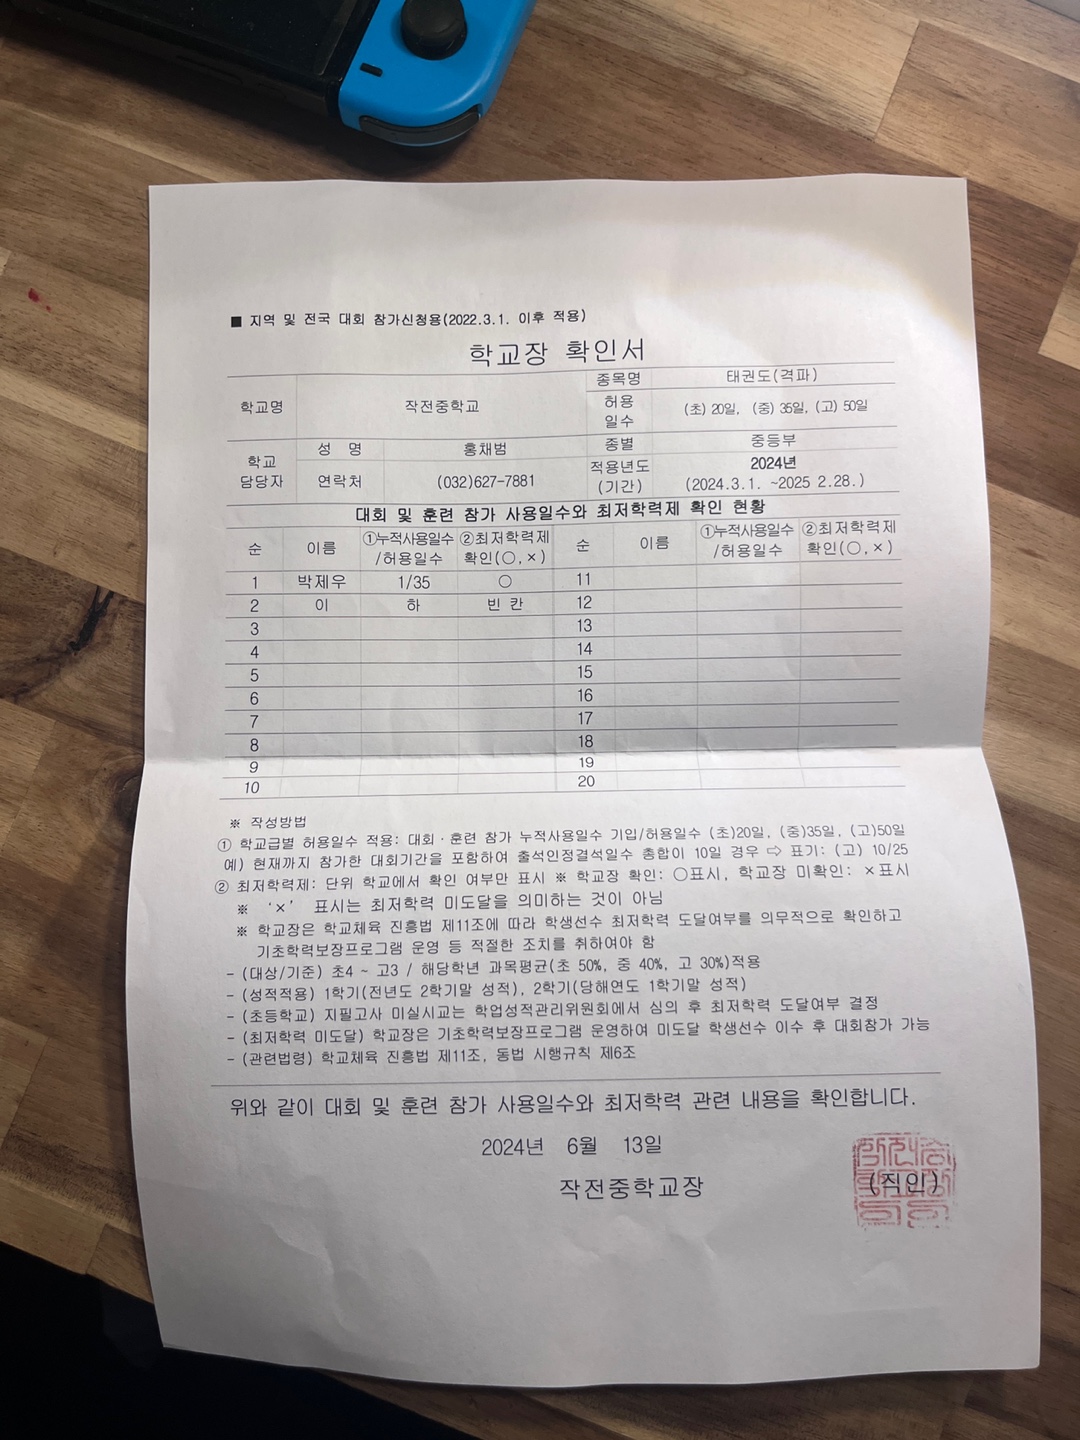 ■ 지역 및 전국 대회 참가신청용(2022.3.1. 이후 적용)
학교장 확인서
학교명 작전중학교 종목명 태권도(격파)
허용 일수 (초) 20일, (중) 35일, (고) 50일
학교 담당자 성 명 홍채범 종별 중등부
연락처 (032)627-7881 적용년도 (기간) 2024년 (2024.3.1. ~2025 2.28.)
대회 및 훈련 참가 사용일수와 최저학력제 확인 현황
순 이름 ①누적사용일수 /허용일수 ②최저학력제 확인(○, ×) 순 이름 ①누적사용일수 /허용일수 ②최저학력제 확인(○, ×)
1 박제우 1/35 ○ 11
2 이 하 빈 칸 12
3 13
4 14
5 15
6 16
7 17
8 18
9 19
10 20
※ 작성방법
① 학교급별 허용일수 적용: 대회·훈련 참가 누적사용일수 기입/허용일수 (초)20일, (중)35일, (고)50일
예) 현재까지 참가한 대회기간을 포함하여 출석인정결석일수 총합이 10일 경우 ⇨ 표기: (고) 10/25
② 최저학력제: 단위 학교에서 확인 여부만 표시 ※ 학교장 확인: ○표시, 학교장 미확인: ×표시
※ ‘×’ 표시는 최저학력 미도달을 의미하는 것이 아님
※ 학교장은 학교체육 진흥법 제11조에 따라 학생선수 최저학력 도달여부를 의무적으로 확인하고
기초학력보장프로그램 운영 등 적절한 조치를 취하여야 함
- (대상/기준) 초4 ~ 고3 / 해당학년 과목평균(초 50%, 중 40%, 고 30%)적용
- (성적적용) 1학기(전년도 2학기말 성적), 2학기(당해연도 1학기말 성적)
- (초등학교) 지필고사 미실시교는 학업성적관리위원회에서 심의 후 최저학력 도달여부 결정
- (최저학력 미도달) 학교장은 기초학력보장프로그램 운영하여 미도달 학생선수 이수 후 대회참가 가능
- (관련법령) 학교체육 진흥법 제11조, 동법 시행규칙 제6조
위와 같이 대회 및 훈련 참가 사용일수와 최저학력 관련 내용을 확인합니다.
2024년 6월 13일
작전중학교장 (직인)